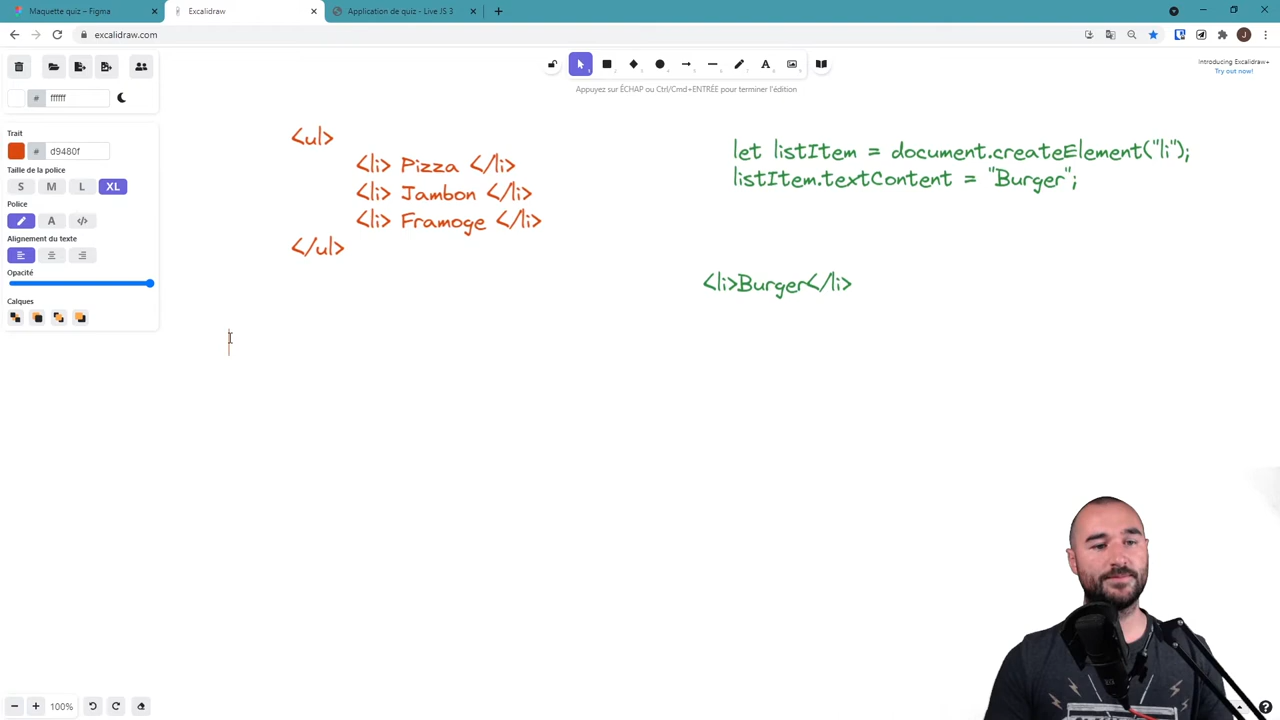 Maquette quiz – Figma
Excalidraw
Application de quiz - Live JS 3
excalidraw.com
Introducing Excalidraw+
Try out now!
# ffffff
Appuyez sur ÉCHAP ou Ctrl/Cmd+ENTRÉE pour terminer l'édition
Trait
# d9480f
Taille de la police
S M L XL
Police
A </>
Alignement du texte
Opacité
Calques
<ul>
<li> Pizza </li>
<li> Jambon </li>
<li> Framoge </li>
</ul>
let listItem = document.createElement("li");
listItem.textContent = "Burger";
<li>Burger</li>
100%